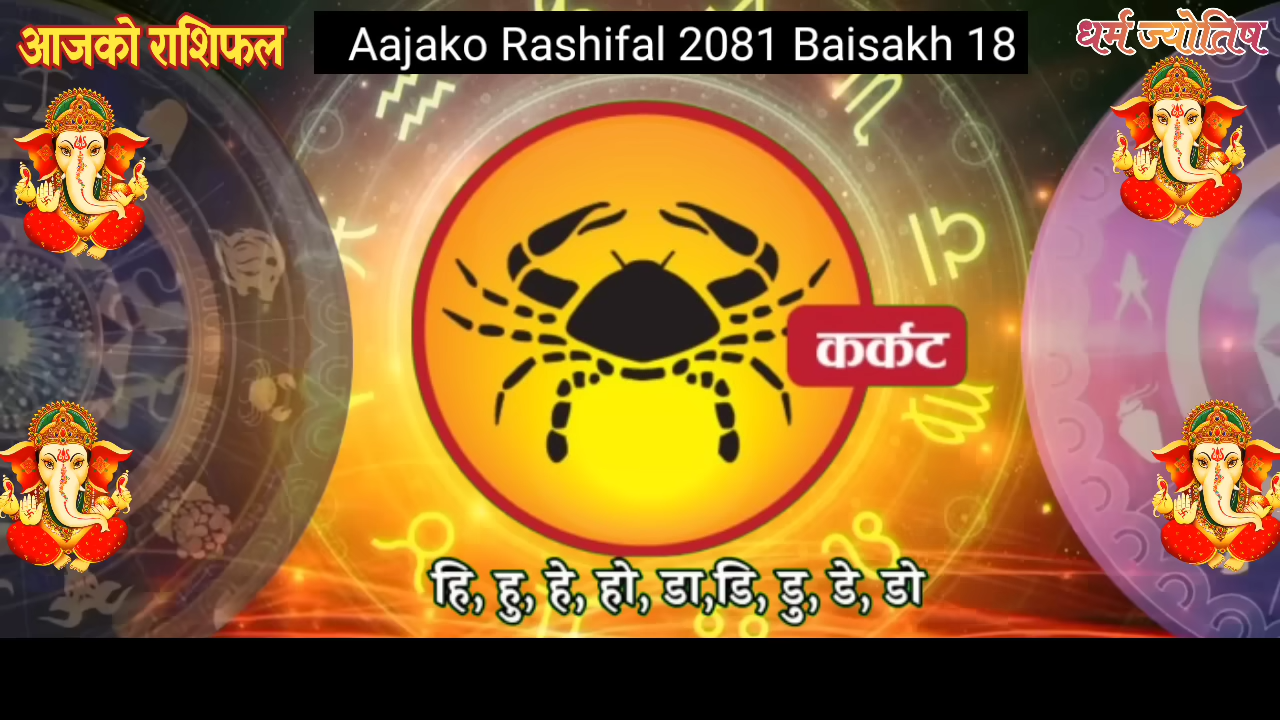 आजको राशिफल
Aajako Rashifal 2081 Baisakh 18
धर्म ज्योतिष
कर्कट
हि, हु, हे, हो, डा,डि, डु, डे, डो